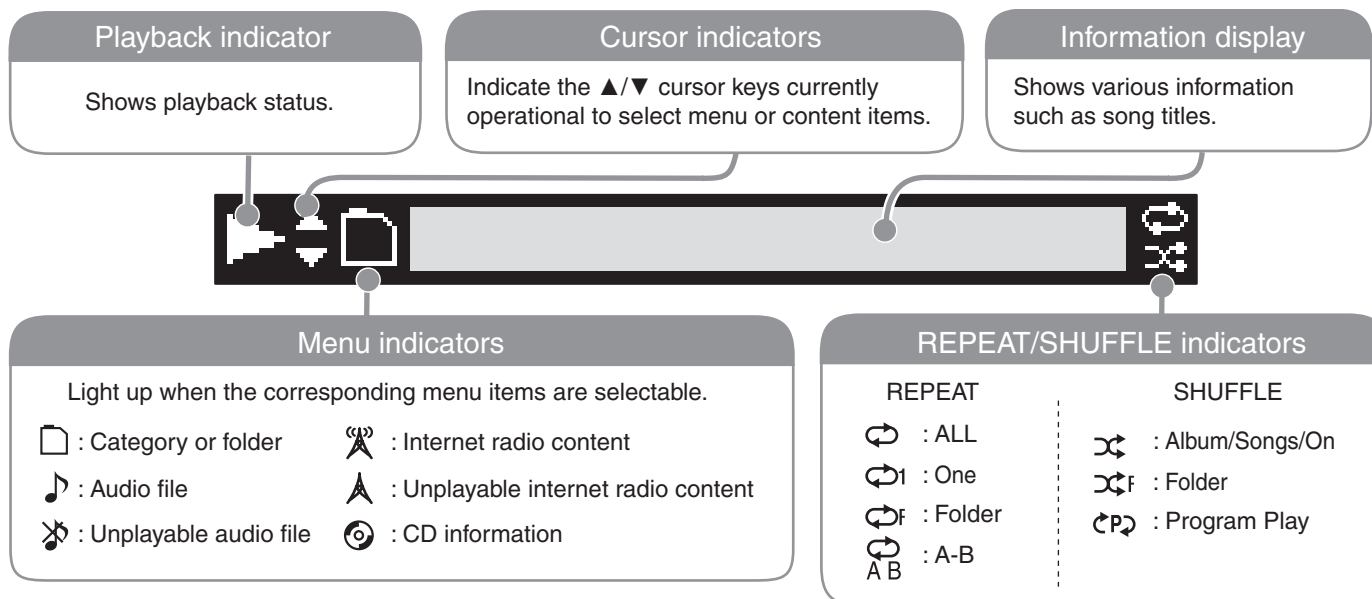 Playback indicator
Shows playback status.
Cursor indicators
Indicate the ▲/▼ cursor keys currently
operational to select menu or content items.
Information display
Shows various information
such as song titles.
Menu indicators
Light up when the corresponding menu items are selectable.
: Category or folder
: Internet radio content
: Audio file
: Unplayable internet radio content
: Unplayable audio file
: CD information
REPEAT/SHUFFLE indicators
REPEAT
: ALL
1 : One
F : Folder
A B : A-B
SHUFFLE
: Album/Songs/On
F : Folder
P : Program Play